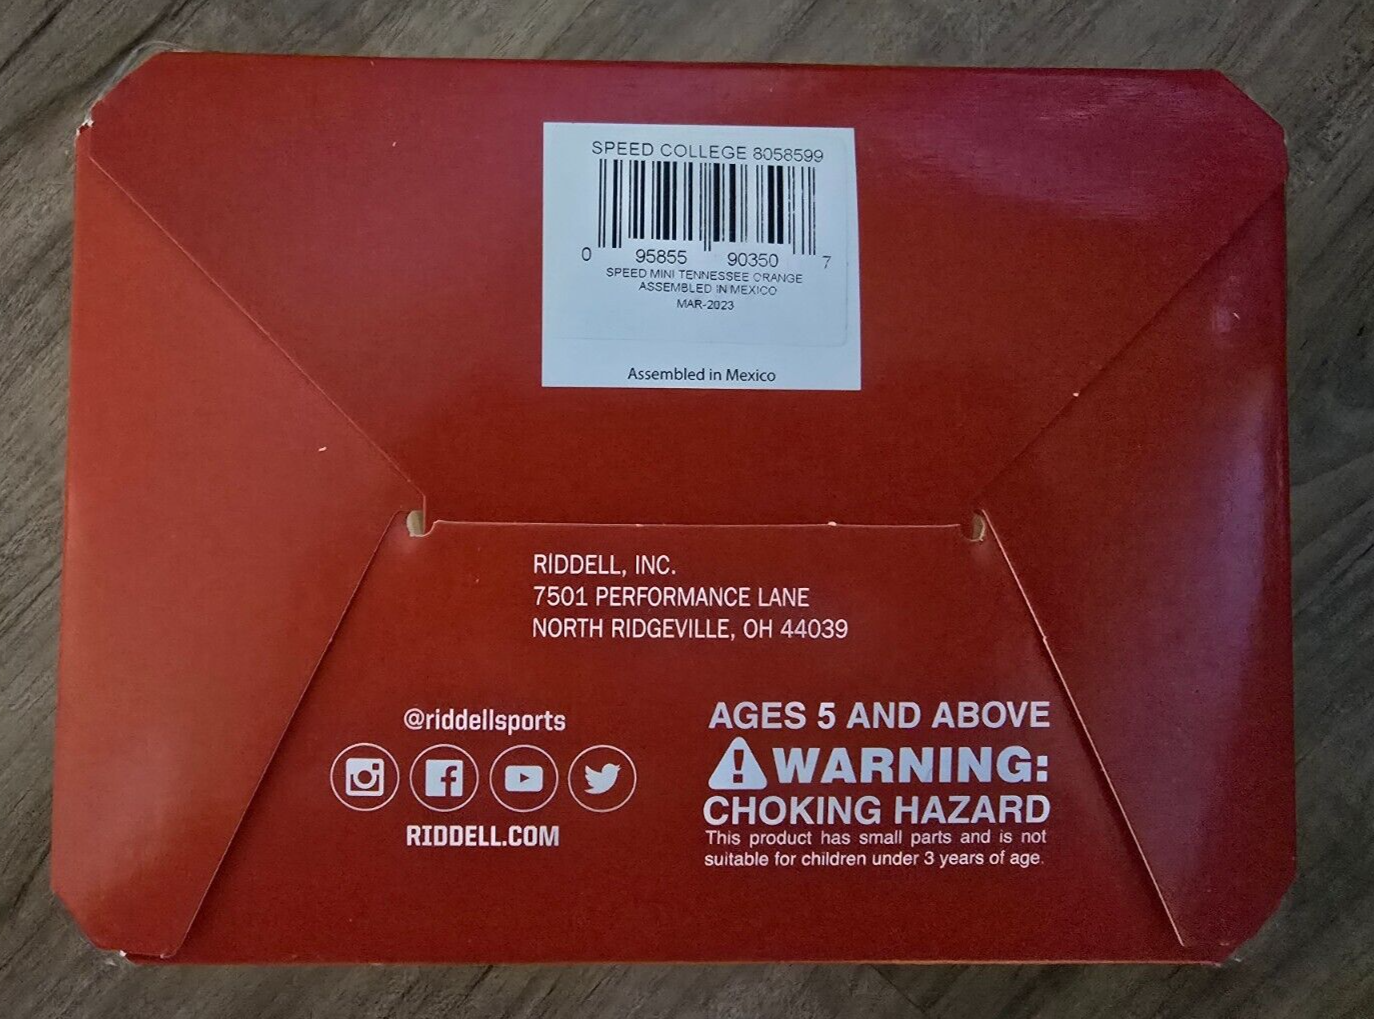 SPEED COLLEGE 8058599
0 95855 90350 7
SPEED MINI TENNESSEE ORANGE
ASSEMBLED IN MEXICO
MAR-2023
Assembled in Mexico
RIDDELL, INC.
7501 PERFORMANCE LANE
NORTH RIDGEVILLE, OH 44039
@riddellsports
RIDDELL.COM
AGES 5 AND ABOVE
WARNING:
CHOKING HAZARD
This product has small parts and is not
suitable for children under 3 years of age.